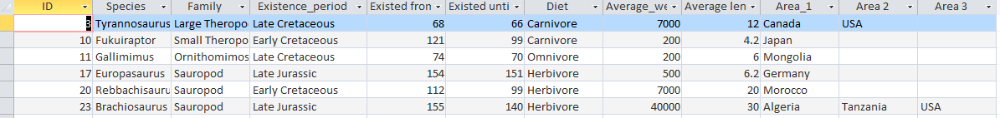 ID Species Family Existence_period Existed fron Existed unti Diet Average_we Average len Area_1 Area 2 Area 3
3 Tyrannosaurus Large Theropo Late Cretaceous 68 66 Carnivore 7000 12 Canada USA
10 Fukuiraptor Small Theropo Early Cretaceous 121 99 Carnivore 200 4.2 Japan
11 Gallimimus Ornithomimos Late Cretaceous 74 70 Omnivore 200 6 Mongolia
17 Europasaurus Sauropod Late Jurassic 154 151 Herbivore 500 6.2 Germany
20 Rebbachisauru Sauropod Early Cretaceous 112 99 Herbivore 7000 20 Morocco
23 Brachiosaurus Sauropod Late Jurassic 155 140 Herbivore 40000 30 Algeria Tanzania USA